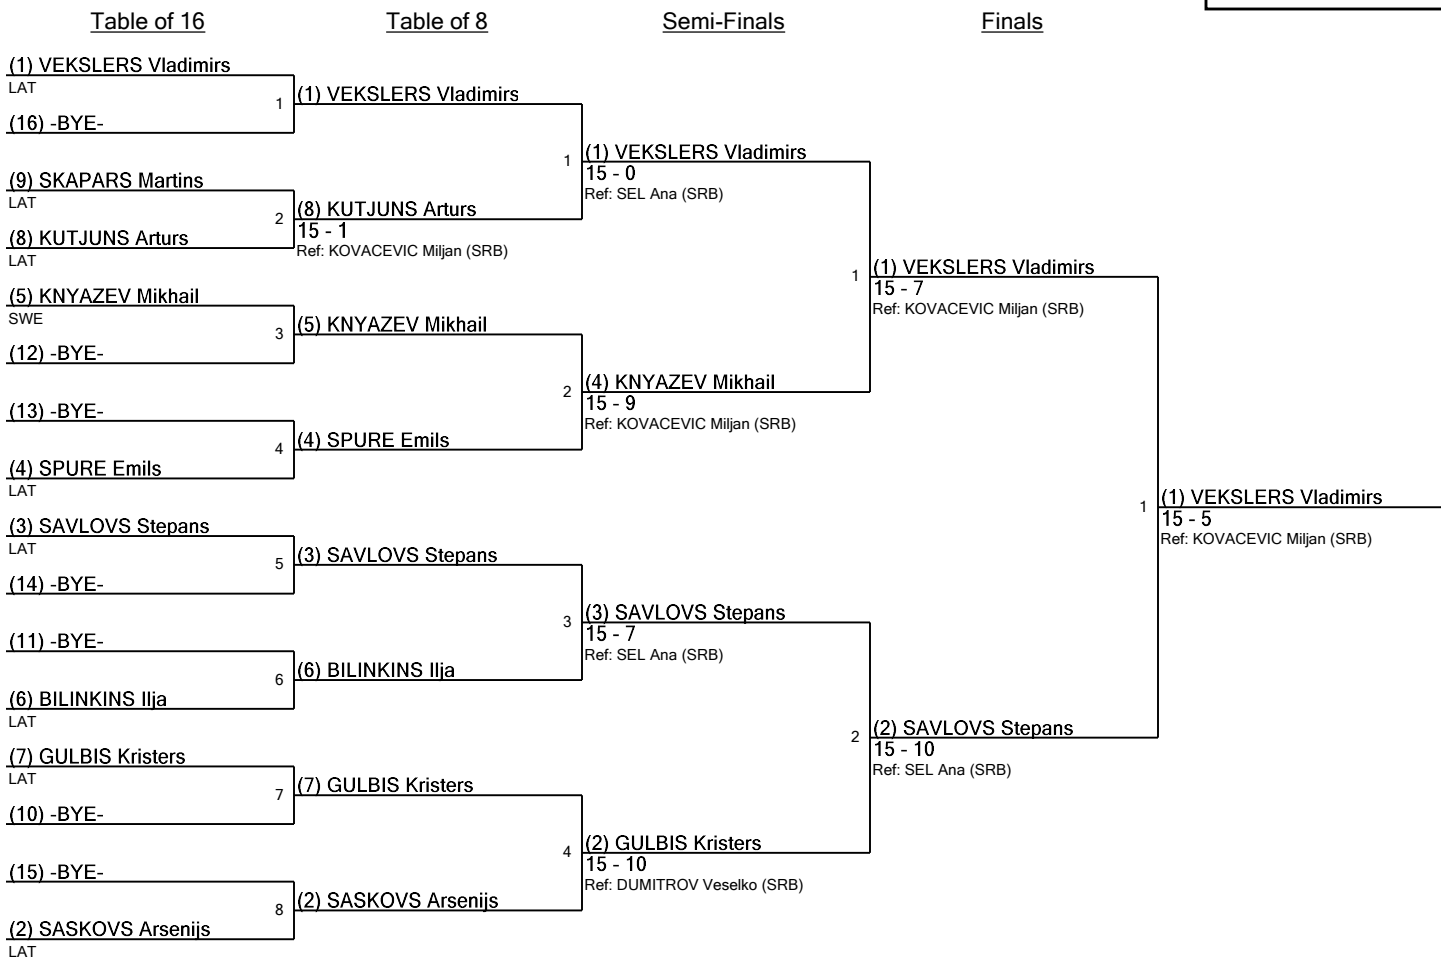 Table of 16
Table of 8
Semi-Finals
Finals
(1) VEKSLERS Vladimirs
LAT
1
(16) -BYE-
(9) SKAPARS Martins
LAT
2
(8) KUTJUNS Arturs
LAT
(5) KNYAZEV Mikhail
SWE
3
(12) -BYE-
(13) -BYE-
4
(4) SPURE Emils
LAT
(3) SAVLOVS Stepans
LAT
5
(14) -BYE-
(11) -BYE-
6
(6) BILINKINS Ilja
LAT
(7) GULBIS Kristers
LAT
7
(10) -BYE-
(15) -BYE-
8
(2) SASKOVS Arsenijs
LAT
(1) VEKSLERS Vladimirs
1
(8) KUTJUNS Arturs
15 - 1
Ref: KOVACEVIC Miljan (SRB)
(5) KNYAZEV Mikhail
2
(4) SPURE Emils
(3) SAVLOVS Stepans
3
(6) BILINKINS Ilja
(7) GULBIS Kristers
4
(2) SASKOVS Arsenijs
(1) VEKSLERS Vladimirs
15 - 0
Ref: SEL Ana (SRB)
1
(4) KNYAZEV Mikhail
15 - 9
Ref: KOVACEVIC Miljan (SRB)
(3) SAVLOVS Stepans
15 - 7
Ref: SEL Ana (SRB)
2
(2) GULBIS Kristers
15 - 10
Ref: DUMITROV Veselko (SRB)
(1) VEKSLERS Vladimirs
15 - 7
Ref: KOVACEVIC Miljan (SRB)
1
(2) SAVLOVS Stepans
15 - 10
Ref: SEL Ana (SRB)
(1) VEKSLERS Vladimirs
15 - 5
Ref: KOVACEVIC Miljan (SRB)